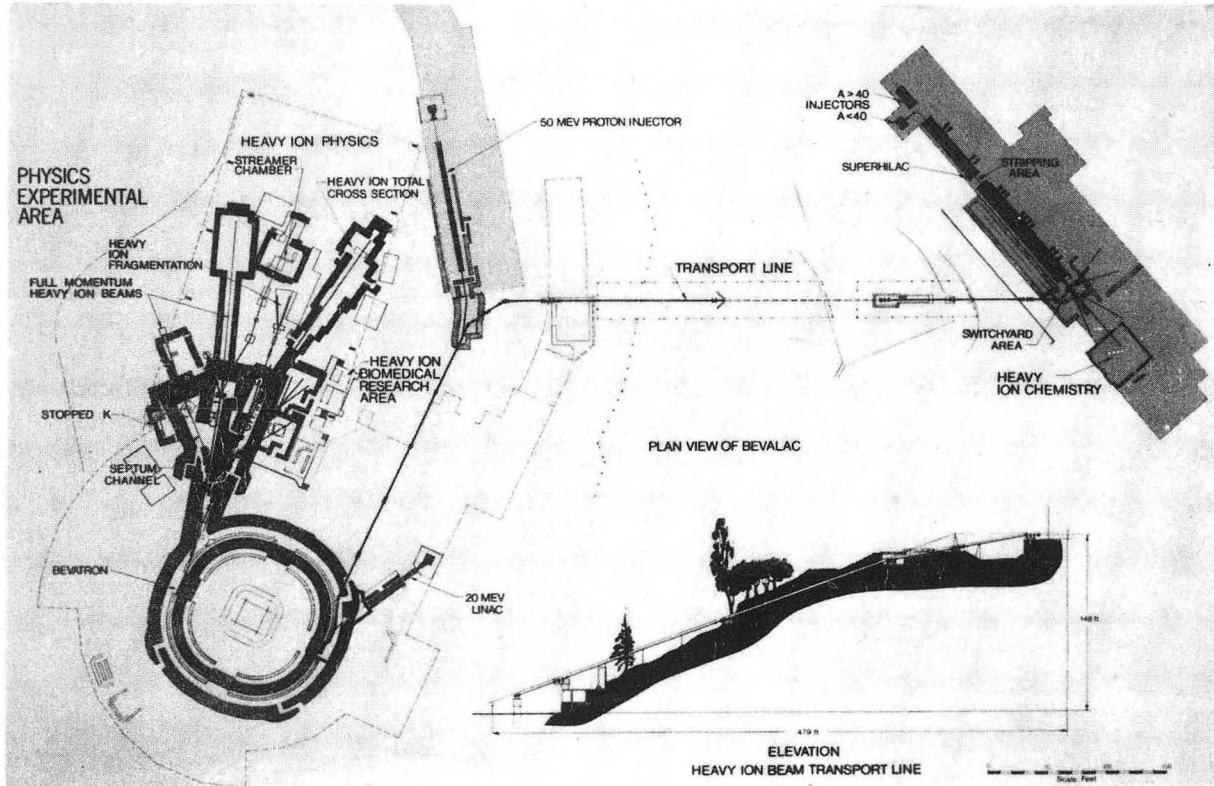 PHYSICS
EXPERIMENTAL
AREA
HEAVY ION PHYSICS
STREAMER
CHAMBER
HEAVY ION TOTAL
CROSS SECTION
HEAVY
ION
FRAGMENTATION
FULL MOMENTUM
HEAVY ION BEAMS
STOPPED K
SEPTUM
CHANNEL
BEVATRON
HEAVY ION
BIOMEDICAL
RESEARCH
AREA
20 MEV
LINAC
50 MEV PROTON INJECTOR
TRANSPORT LINE
A > 40
INJECTORS
A < 40
SUPERHILAC
STRIPPING
AREA
SWITCHYARD
AREA
HEAVY
ION CHEMISTRY
PLAN VIEW OF BEVALAC
148 ft
479 ft
ELEVATION
HEAVY ION BEAM TRANSPORT LINE
Scale Feet